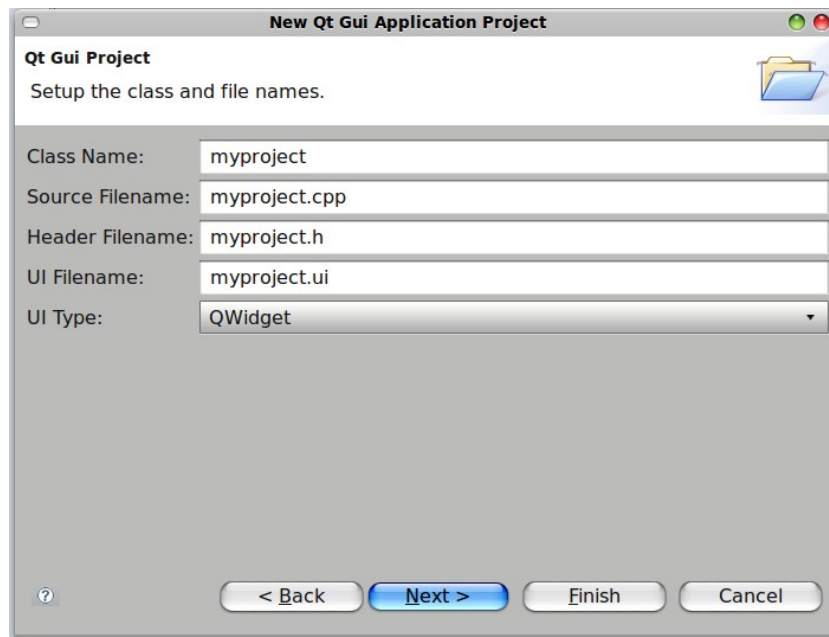 New Qt Gui Application Project
Qt Gui Project
Setup the class and file names.
Class Name: myproject
Source Filename: myproject.cpp
Header Filename: myproject.h
UI Filename: myproject.ui
UI Type: QWidget
? < Back Next > Finish Cancel